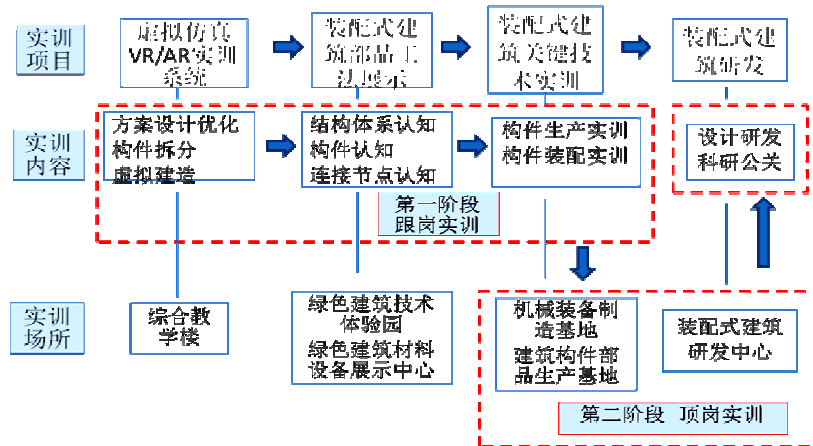 实训
项目
虚拟仿真
VR/AR实训
系统
装配式建
筑部品工
法展示
装配式建
筑关键技
术实训
装配式建
筑研发
实训
内容
方案设计优化
构件拆分
虚拟建造
结构体系认知
构件认知
连接节点认知
构件生产实训
构件装配实训
设计研发
科研公关
第一阶段
跟岗实训
实训
场所
综合教
学楼
绿色建筑技术
体验园
绿色建筑材料
设备展示中心
机械装备制
造基地
建筑构件部
品生产基地
装配式建筑
研发中心
第二阶段 顶岗实训